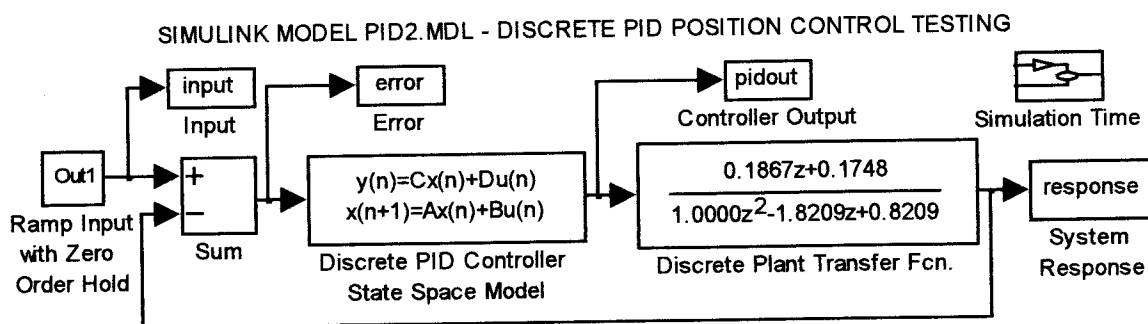 SIMULINK MODEL PID2.MDL - DISCRETE PID POSITION CONTROL TESTING
input
Input
error
Error
pidout
Controller Output
Simulation Time
Out1
Ramp Input
with Zero
Order Hold
+
−
Sum
y(n)=Cx(n)+Du(n)
x(n+1)=Ax(n)+Bu(n)
Discrete PID Controller
State Space Model
0.1867z+0.1748
1.0000z²-1.8209z+0.8209
Discrete Plant Transfer Fcn.
response
System
Response